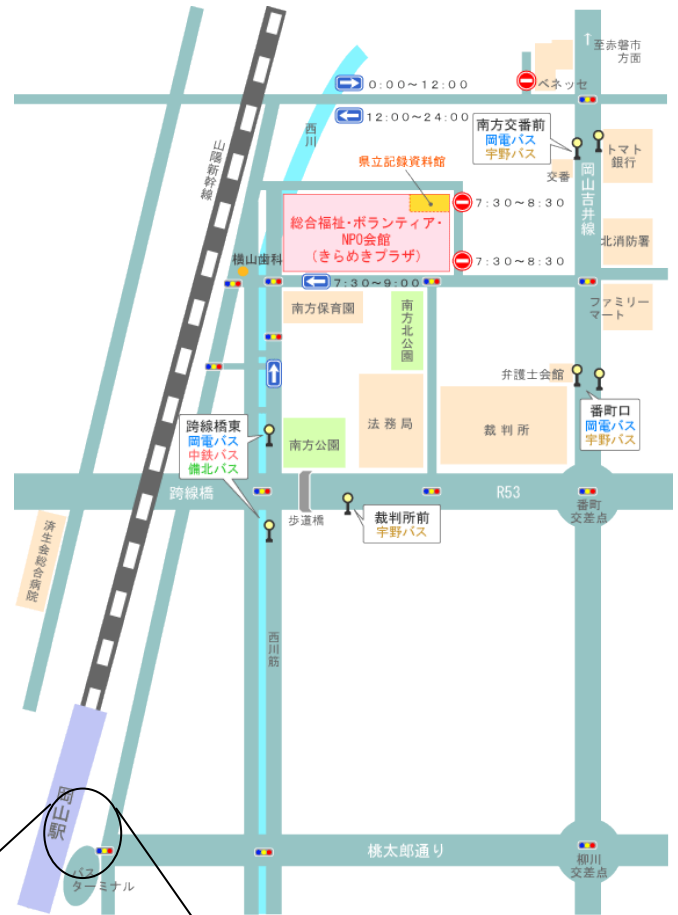 ↑
至赤磐市
方面
ベネッセ
0:00～12:00
12:00～24:00
西川
南方交番前
岡電バス
宇野バス
山陽新幹線
県立記録資料館
交番
トマト
銀行
岡山吉井線
7:30～8:30
総合福祉・ボランティア・
NPO会館
(きらめきプラザ)
北消防署
横山歯科
7:30～8:30
7:30～9:00
南方保育園
南方北公園
ファミリー
マート
弁護士会館
番町口
岡電バス
宇野バス
跨線橋東
岡電バス
中鉄バス
備北バス
南方公園
法務局
裁判所
跨線橋
R53
歩道橋
裁判所前
宇野バス
番町
交差点
済生会総合病院
西川筋
岡山駅
バス
ターミナル
桃太郎通り
柳川
交差点